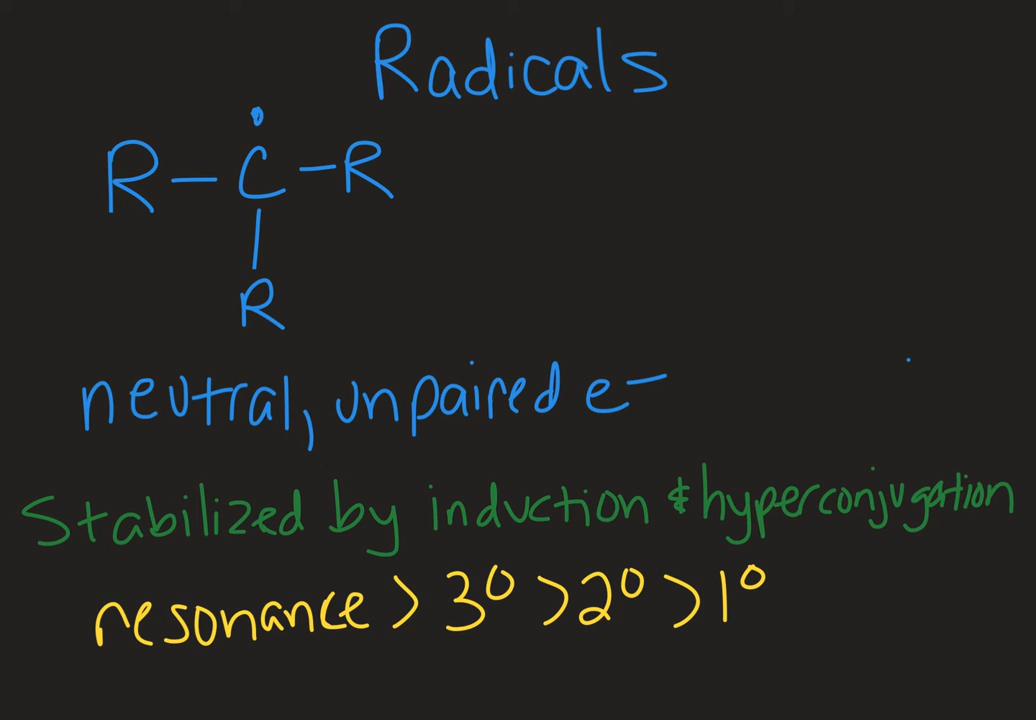 Radicals
R–Ċ–R
R
neutral, unpaired e⁻
Stabilized by induction & hyperconjugation
resonance > 3° > 2° > 1°